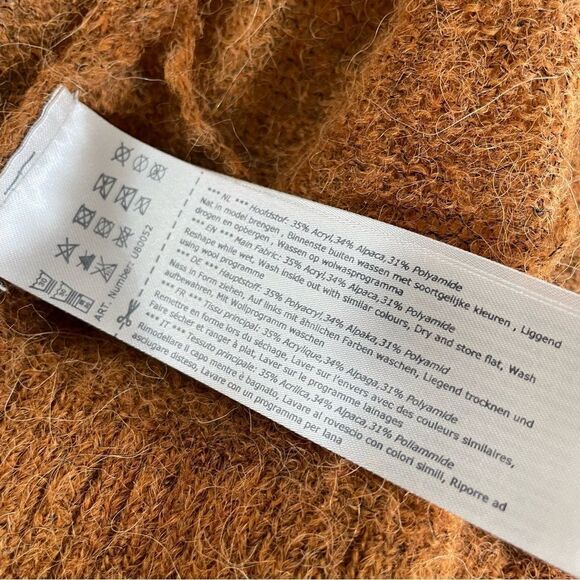 *** NL *** Hoofdstof: 35% Acryl,34% Alpaca,31% Polyamide
Nat in model brengen , Binnenste buiten wassen met soortgelijke kleuren , Liggend
drogen en opbergen , Wassen op wolwasprogramma
*** EN *** Main Fabric: 35% Acryl,34% Alpaca,31% Polyamide
Reshape while wet, Wash inside out with similar colours, Dry and store flat, Wash
using wool programme
*** DE *** Hauptstoff: 35% Polyacryl,34% Alpaka,31% Polyamid
Nass in Form ziehen, Auf links mit ähnlichen Farben waschen, Liegend trocknen und
aufbewahren, Mit Wollprogramm waschen
*** FR *** Tissu principal: 35% Acrylique,34% Alpaga,31% Polyamide
Remettre en forme lors du séchage, Laver sur l'envers avec des couleurs similaires,
Faire sécher et ranger à plat, Laver sur le programme lainages
*** IT *** Tessuto principale: 35% Acrilica,34% Alpaca,31% Poliammide
Rimodellare il capo mentre è bagnato, Lavare al rovescio con colori simili, Riporre ad
asciugare disteso, Lavare con un programma per lana
ART. Number: U80052